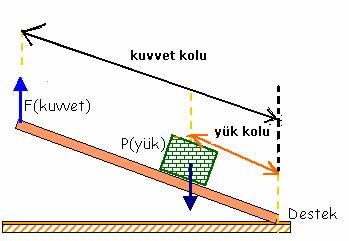 kuvvet kolu
F(kuvvet)
yük kolu
P(yük)
Destek